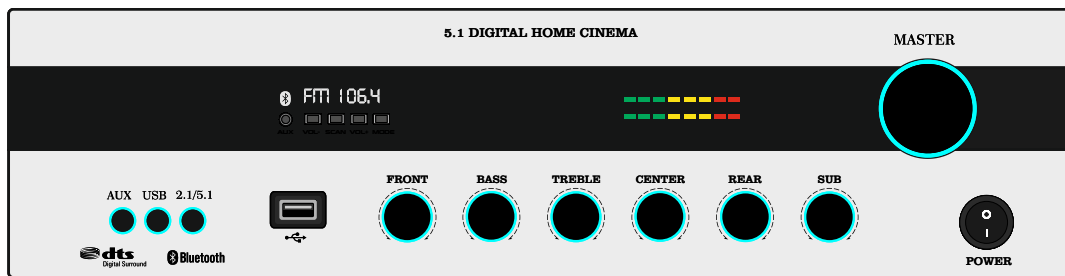 5.1 DIGITAL HOME CINEMA
MASTER
FM 106.4
AUX VOL- SCAN VOL+ MODE
FRONT BASS TREBLE CENTER REAR SUB
AUX USB 2.1/5.1
dts
Digital Surround
Bluetooth
O
I
POWER